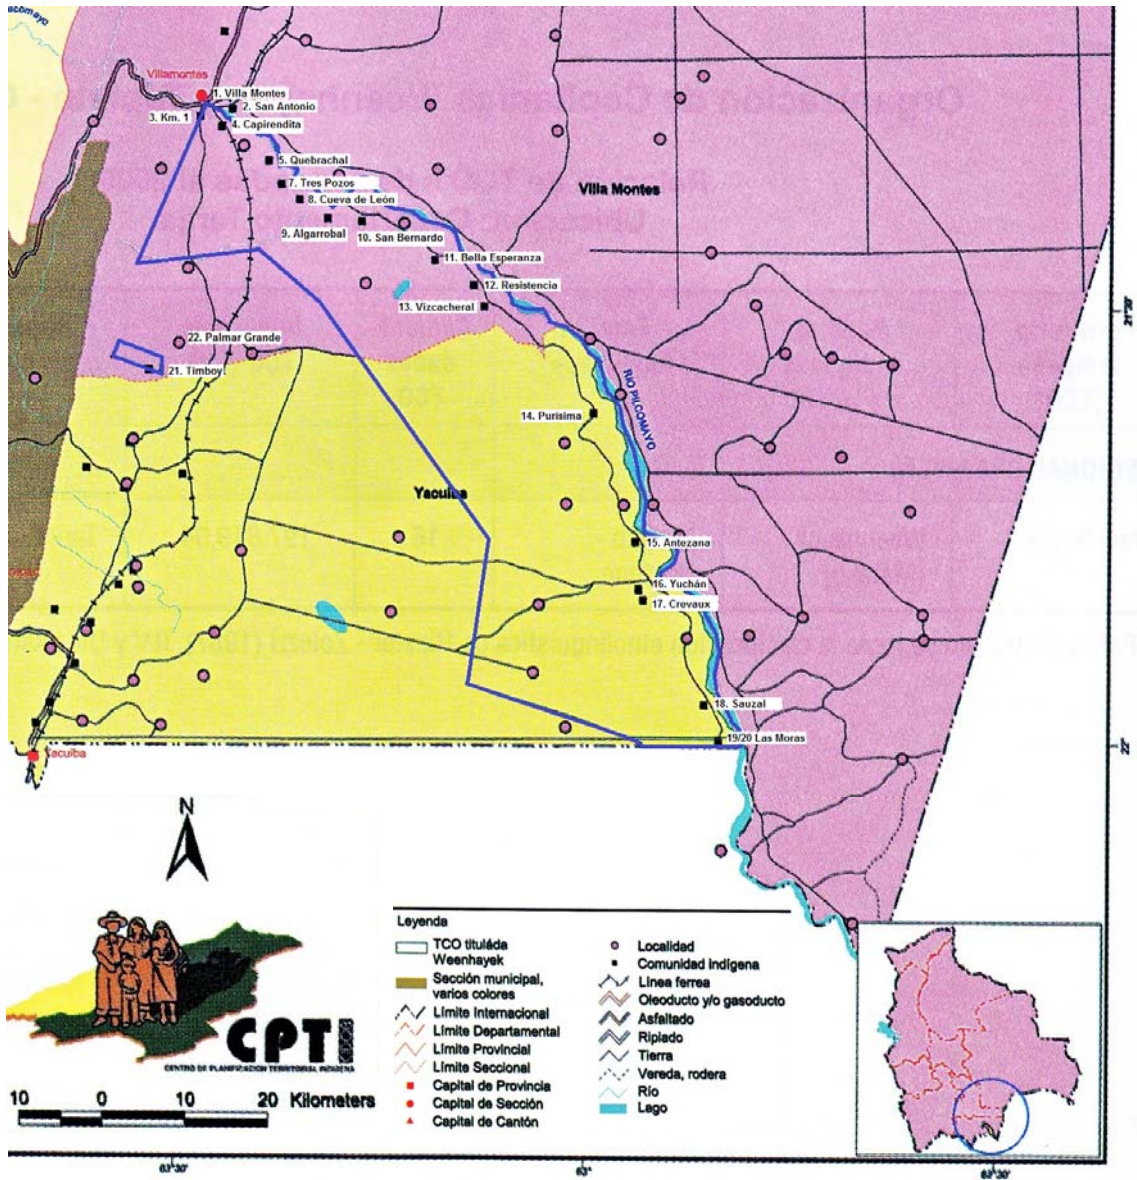 Villamontes
1. Villa Montes
2. San Antonio
3. Km. 1
4. Capirendita
5. Quebrachal
7. Tres Pozos
8. Cueva de León
9. Algarrobal
10. San Bernardo
Villa Montes
11. Bella Esperanza
12. Resistencia
13. Vizcacheral
21°30'
22. Palmar Grande
21. Timboy
RIO PILCOMAYO
14. Purísima
Yacuiba
15. Antezana
16. Yuchán
17. Crevaux
18. Sauzal
19/20 Las Moras
22°
Yacuiba
N
Leyenda
TCO tituláda
Weenhayek
Sección municipal,
varios colores
Límite Internacional
Límite Departamental
Límite Provincial
Límite Seccional
Capital de Provincia
Capital de Sección
Capital de Cantón
Localidad
Comunidad Indígena
Línea ferrea
Oleoducto y/o gasoducto
Asfaltado
Ripiado
Tierra
Vereda, rodera
Río
Lago
CPTI
CENTRO DE PLANIFICACION TERRITORIAL INDIGENA
10 0 10 20 Kilometers
63°30'
63°
62°30'